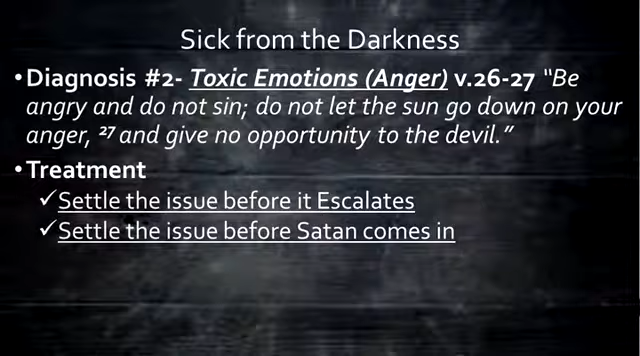 Sick from the Darkness
•Diagnosis #2- Toxic Emotions (Anger) v.26-27 “Be
angry and do not sin; do not let the sun go down on your
anger, ²⁷ and give no opportunity to the devil.”
•Treatment
✓Settle the issue before it Escalates
✓Settle the issue before Satan comes in